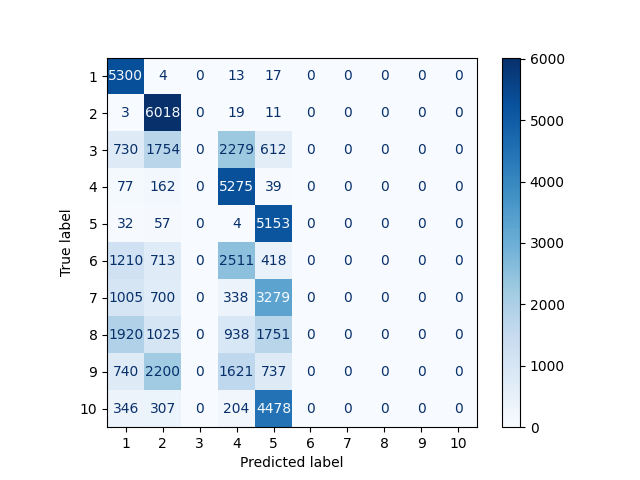 1 5300 4 0 13 17 0 0 0 0 0
2 3 6018 0 19 11 0 0 0 0 0
3 730 1754 0 2279 612 0 0 0 0 0
4 77 162 0 5275 39 0 0 0 0 0
5 32 57 0 4 5153 0 0 0 0 0
6 1210 713 0 2511 418 0 0 0 0 0
7 1005 700 0 338 3279 0 0 0 0 0
8 1920 1025 0 938 1751 0 0 0 0 0
9 740 2200 0 1621 737 0 0 0 0 0
10 346 307 0 204 4478 0 0 0 0 0
1 2 3 4 5 6 7 8 9 10
Predicted label
True label
6000
5000
4000
3000
2000
1000
0